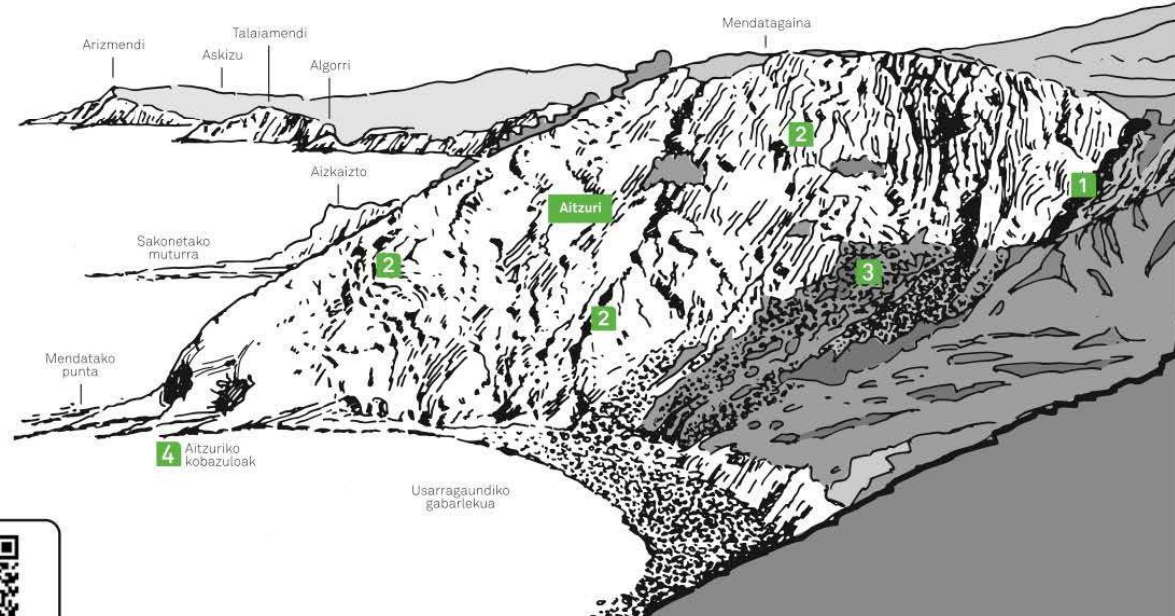 Mendatagaina
Talaiamendi
Arizmendi
Askizu
Algorri
2
Aizkaizto
1
Aitzuri
Sakonetako
muturra
2
3
2
Mendatako
punta
4 Aitzuriko
kobazuloak
Usarragaundiko
gabarlekua